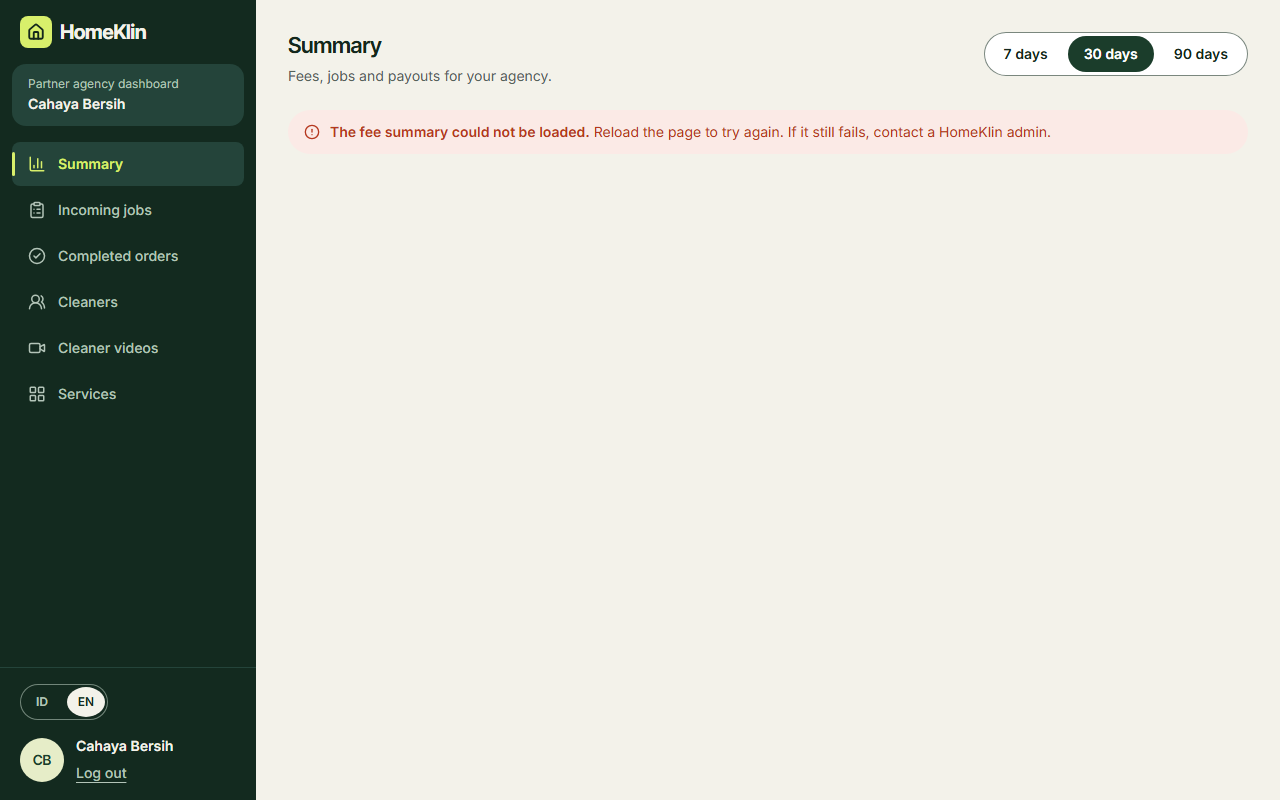 HomeKlin
Partner agency dashboard
Cahaya Bersih
Summary
Incoming jobs
Completed orders
Cleaners
Cleaner videos
Services
ID EN
CB
Cahaya Bersih
Log out
Summary
Fees, jobs and payouts for your agency.
7 days 30 days 90 days
The fee summary could not be loaded. Reload the page to try again. If it still fails, contact a HomeKlin admin.